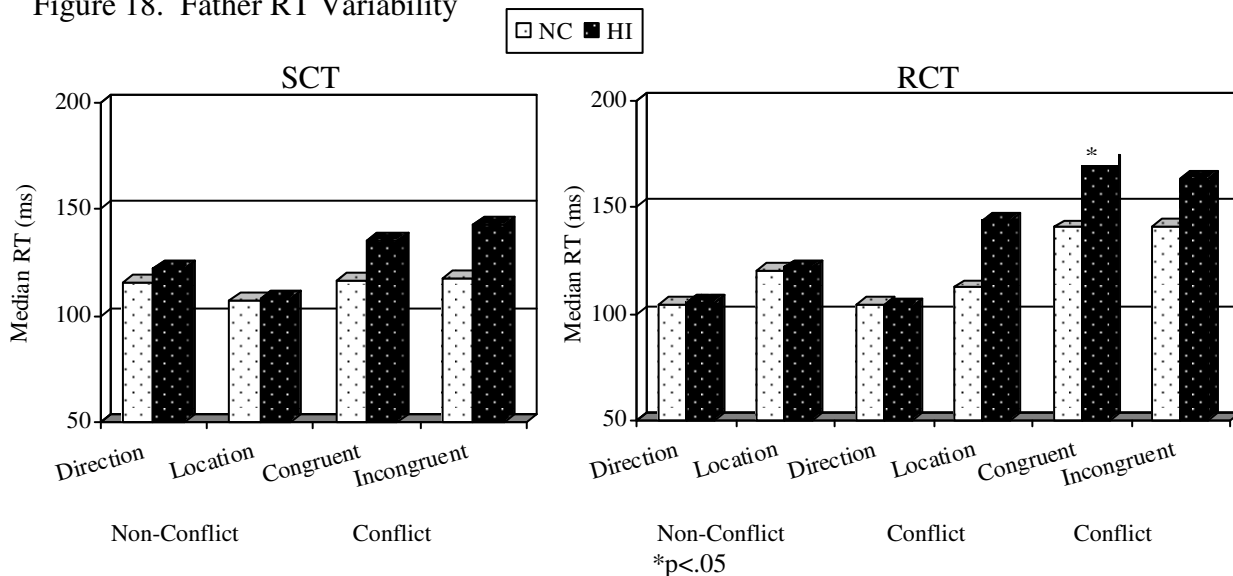 Figure 18. Father RT Variability
NC HI
SCT
200
150
100
50
Median RT (ms)
Direction Location Congruent Incongruent
Non-Conflict Conflict
RCT
200
150
100
50
Median RT (ms)
*
Direction Location Direction Location Congruent Incongruent
Non-Conflict Conflict Conflict
*p<.05